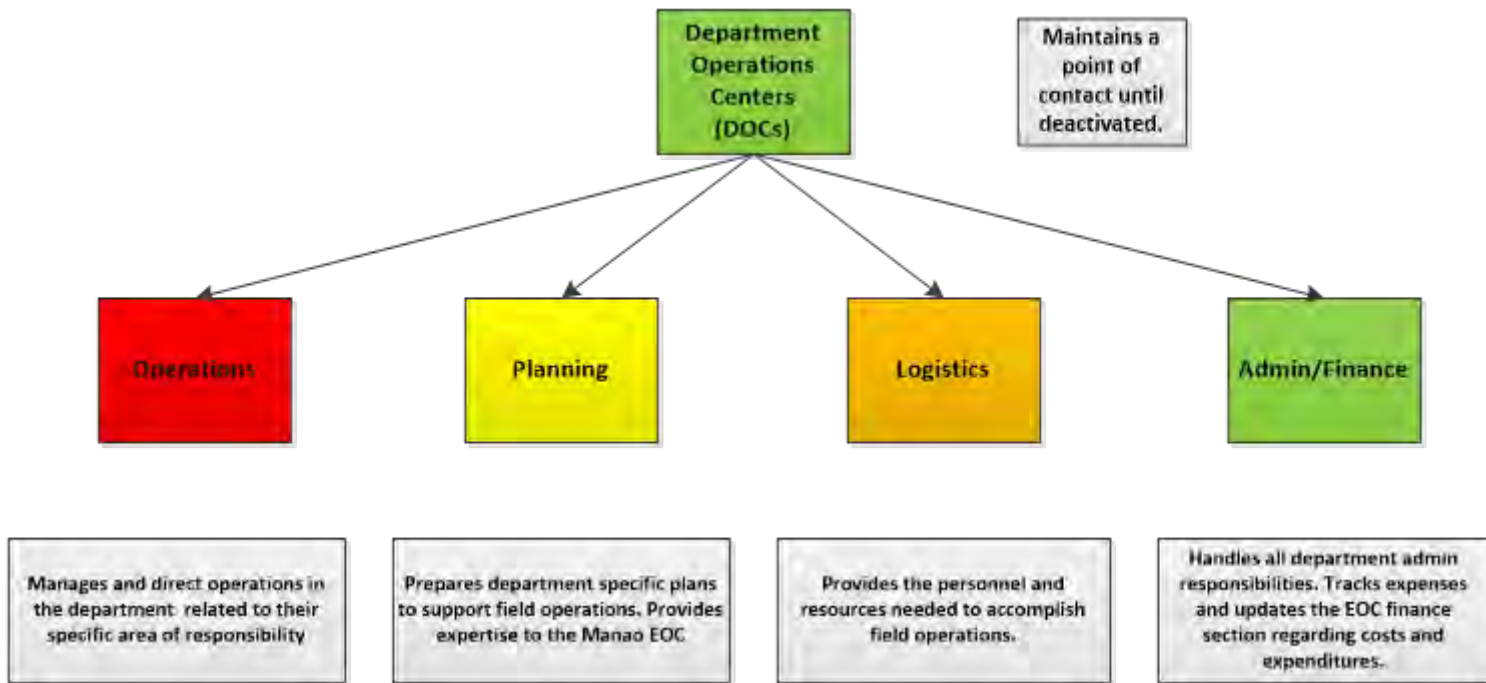 Department
Operations
Centers
(DOCs)
Maintains a
point of
contact until
deactivated.
Operations
Planning
Logistics
Admin/Finance
Manages and direct operations in
the department related to their
specific area of responsibility
Prepares department specific plans
to support field operations. Provides
expertise to the Manao EOC
Provides the personnel and
resources needed to accomplish
field operations.
Handles all department admin
responsibilities. Tracks expenses
and updates the EOC finance
section regarding costs and
expenditures.